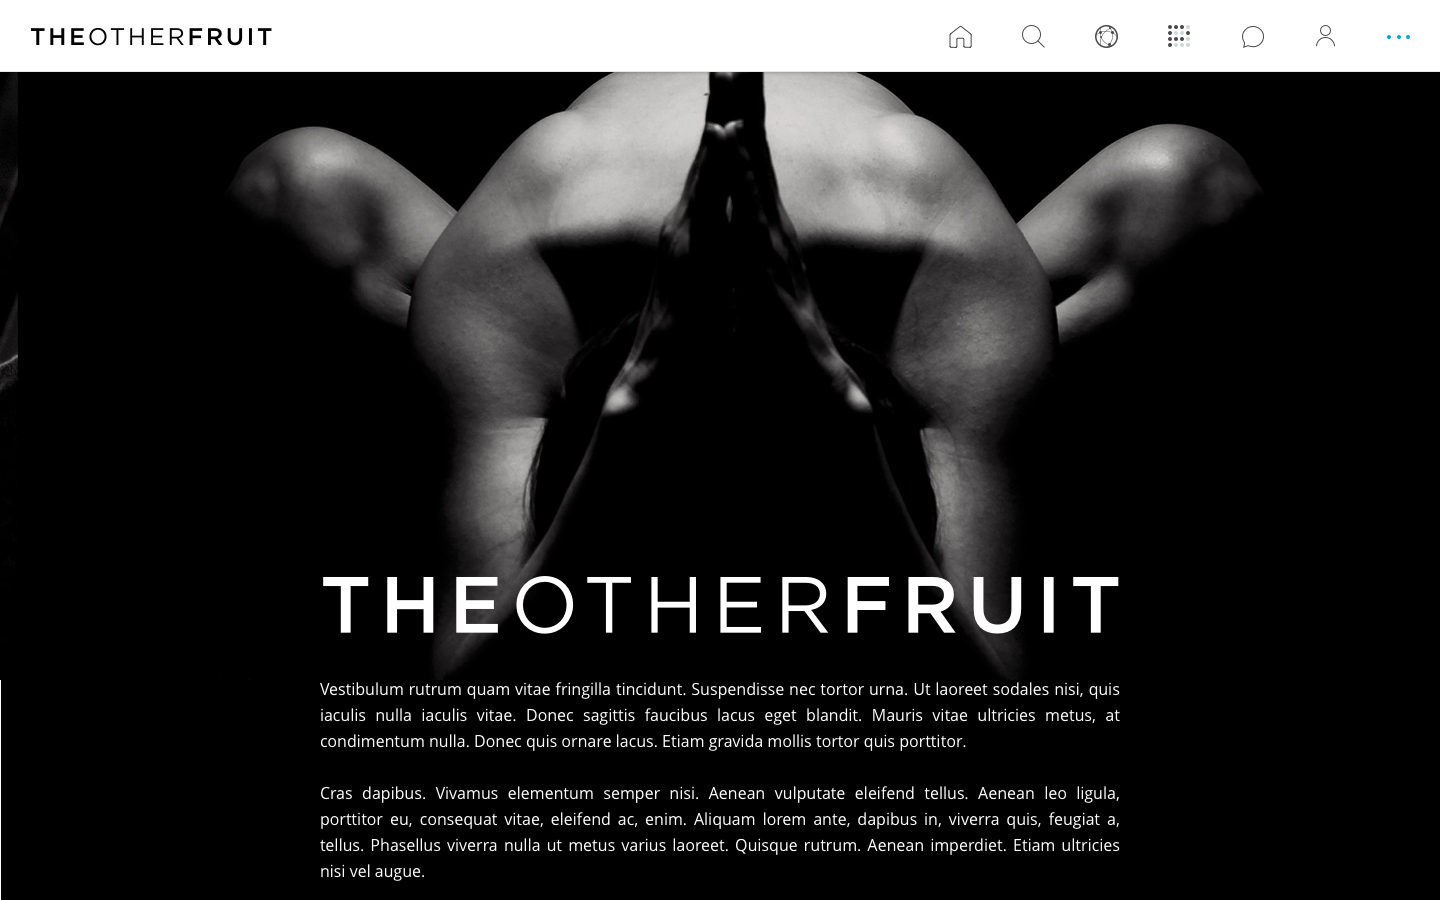 THEOTHERFRUIT
THEOTHERFRUIT
Vestibulum rutrum quam vitae fringilla tincidunt. Suspendisse nec tortor urna. Ut laoreet sodales nisi, quis
iaculis nulla iaculis vitae. Donec sagittis faucibus lacus eget blandit. Mauris vitae ultricies metus, at
condimentum nulla. Donec quis ornare lacus. Etiam gravida mollis tortor quis porttitor.
Cras dapibus. Vivamus elementum semper nisi. Aenean vulputate eleifend tellus. Aenean leo ligula,
porttitor eu, consequat vitae, eleifend ac, enim. Aliquam lorem ante, dapibus in, viverra quis, feugiat a,
tellus. Phasellus viverra nulla ut metus varius laoreet. Quisque rutrum. Aenean imperdiet. Etiam ultricies
nisi vel augue.